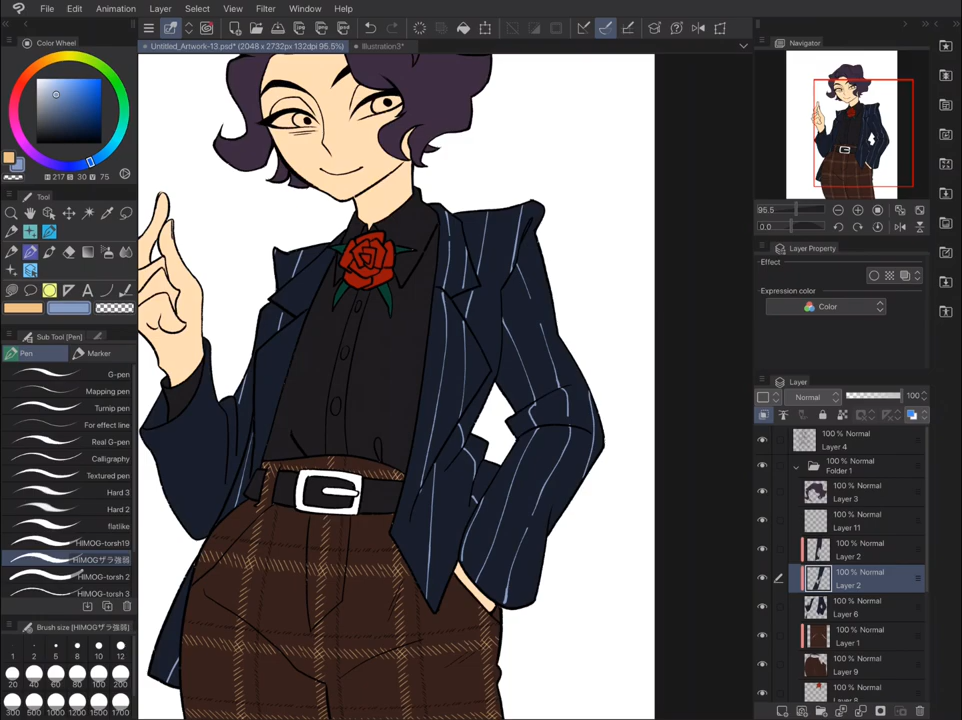 File Edit Animation Layer Select View Filter Window Help
Color Wheel
Untitled_Artwork-13.psd* (2048 x 2732px 132dpi 95.5%)
Illustration3*
Navigator
H 217 S 30 V 75
Tool
95.5
0.0
Layer Property
Effect
Expression color
Color
Sub Tool [Pen]
Pen
Marker
G-pen
Mapping pen
Turnip pen
For effect line
Real G-pen
Calligraphy
Textured pen
Hard 3
Hard 2
flatlike
HIMOG-torsh19
HIMOGザラ強弱
HIMOG-torsh 2
HIMOG-torsh 3
Brush size [HIMOGザラ強弱]
1 2 5 8 10 12
20 40 60 80 100 200
300 1000 1200 1500 1700
Layer
Normal
100
100 % Normal
Layer 4
100 % Normal
Folder 1
100 % Normal
Layer 3
100 % Normal
Layer 11
100 % Normal
Layer 2
100 % Normal
Layer 2
100 % Normal
Layer 6
100 % Normal
Layer 1
100 % Normal
Layer 9
100 % Normal
Layer 8